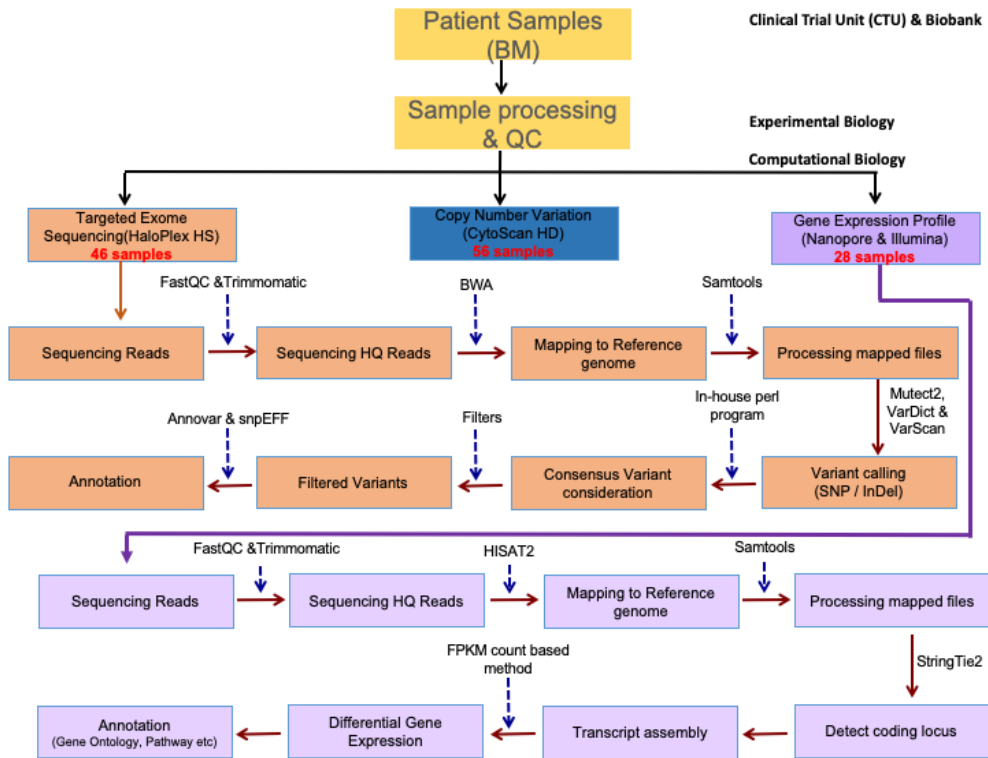 Patient Samples
(BM)
Clinical Trial Unit (CTU) & Biobank
Sample processing
& QC
Experimental Biology
Computational Biology
Targeted Exome
Sequencing(HaloPlex HS)
46 samples
Copy Number Variation
(CytoScan HD)
56 samples
Gene Expression Profile
(Nanopore & Illumina)
28 samples
FastQC &Trimmomatic
BWA
Samtools
Sequencing Reads
Sequencing HQ Reads
Mapping to Reference
genome
Processing mapped files
Mutect2,
VarDict &
VarScan
In-house perl
program
Filters
Annovar & snpEFF
Annotation
Filtered Variants
Consensus Variant
consideration
Variant calling
(SNP / InDel)
FastQC &Trimmomatic
HISAT2
Samtools
Sequencing Reads
Sequencing HQ Reads
Mapping to Reference
genome
Processing mapped files
StringTie2
FPKM count based
method
Annotation
(Gene Ontology, Pathway etc)
Differential Gene
Expression
Transcript assembly
Detect coding locus